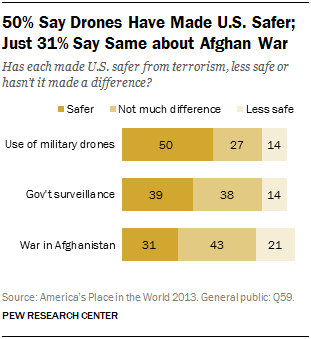 50% Say Drones Have Made U.S. Safer;
Just 31% Say Same about Afghan War
Has each made U.S. safer from terrorism, less safe or
hasn't it made a difference?
Safer Not much difference Less safe
Use of military drones 50 27 14
Gov't surveillance 39 38 14
War in Afghanistan 31 43 21
Source: America's Place in the World 2013. General public: Q59.
PEW RESEARCH CENTER